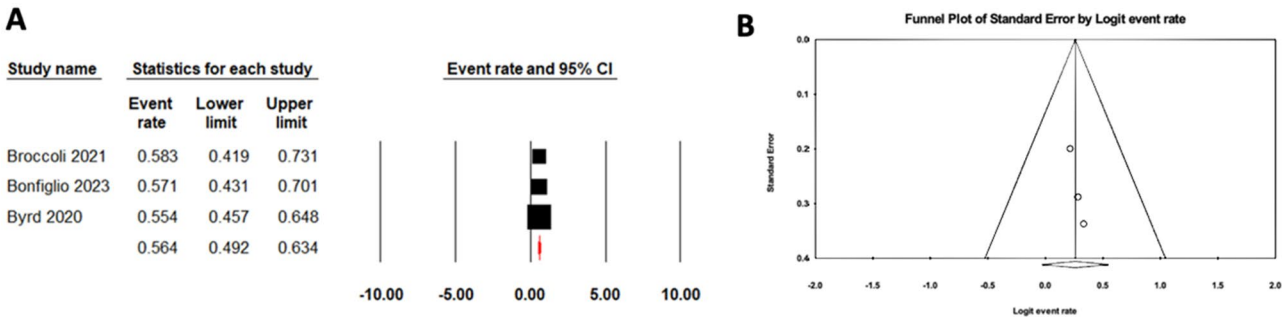 A
Study name Statistics for each study Event rate and 95% CI
Event rate Lower limit Upper limit
Broccoli 2021 0.583 0.419 0.731
Bonfiglio 2023 0.571 0.431 0.701
Byrd 2020 0.554 0.457 0.648
0.564 0.492 0.634
-10.00 -5.00 0.00 5.00 10.00
B
Funnel Plot of Standard Error by Logit event rate
Standard Error
0.0
0.1
0.2
0.3
0.4
-2.0 -1.5 -1.0 -0.5 0.0 0.5 1.0 1.5 2.0
Logit event rate